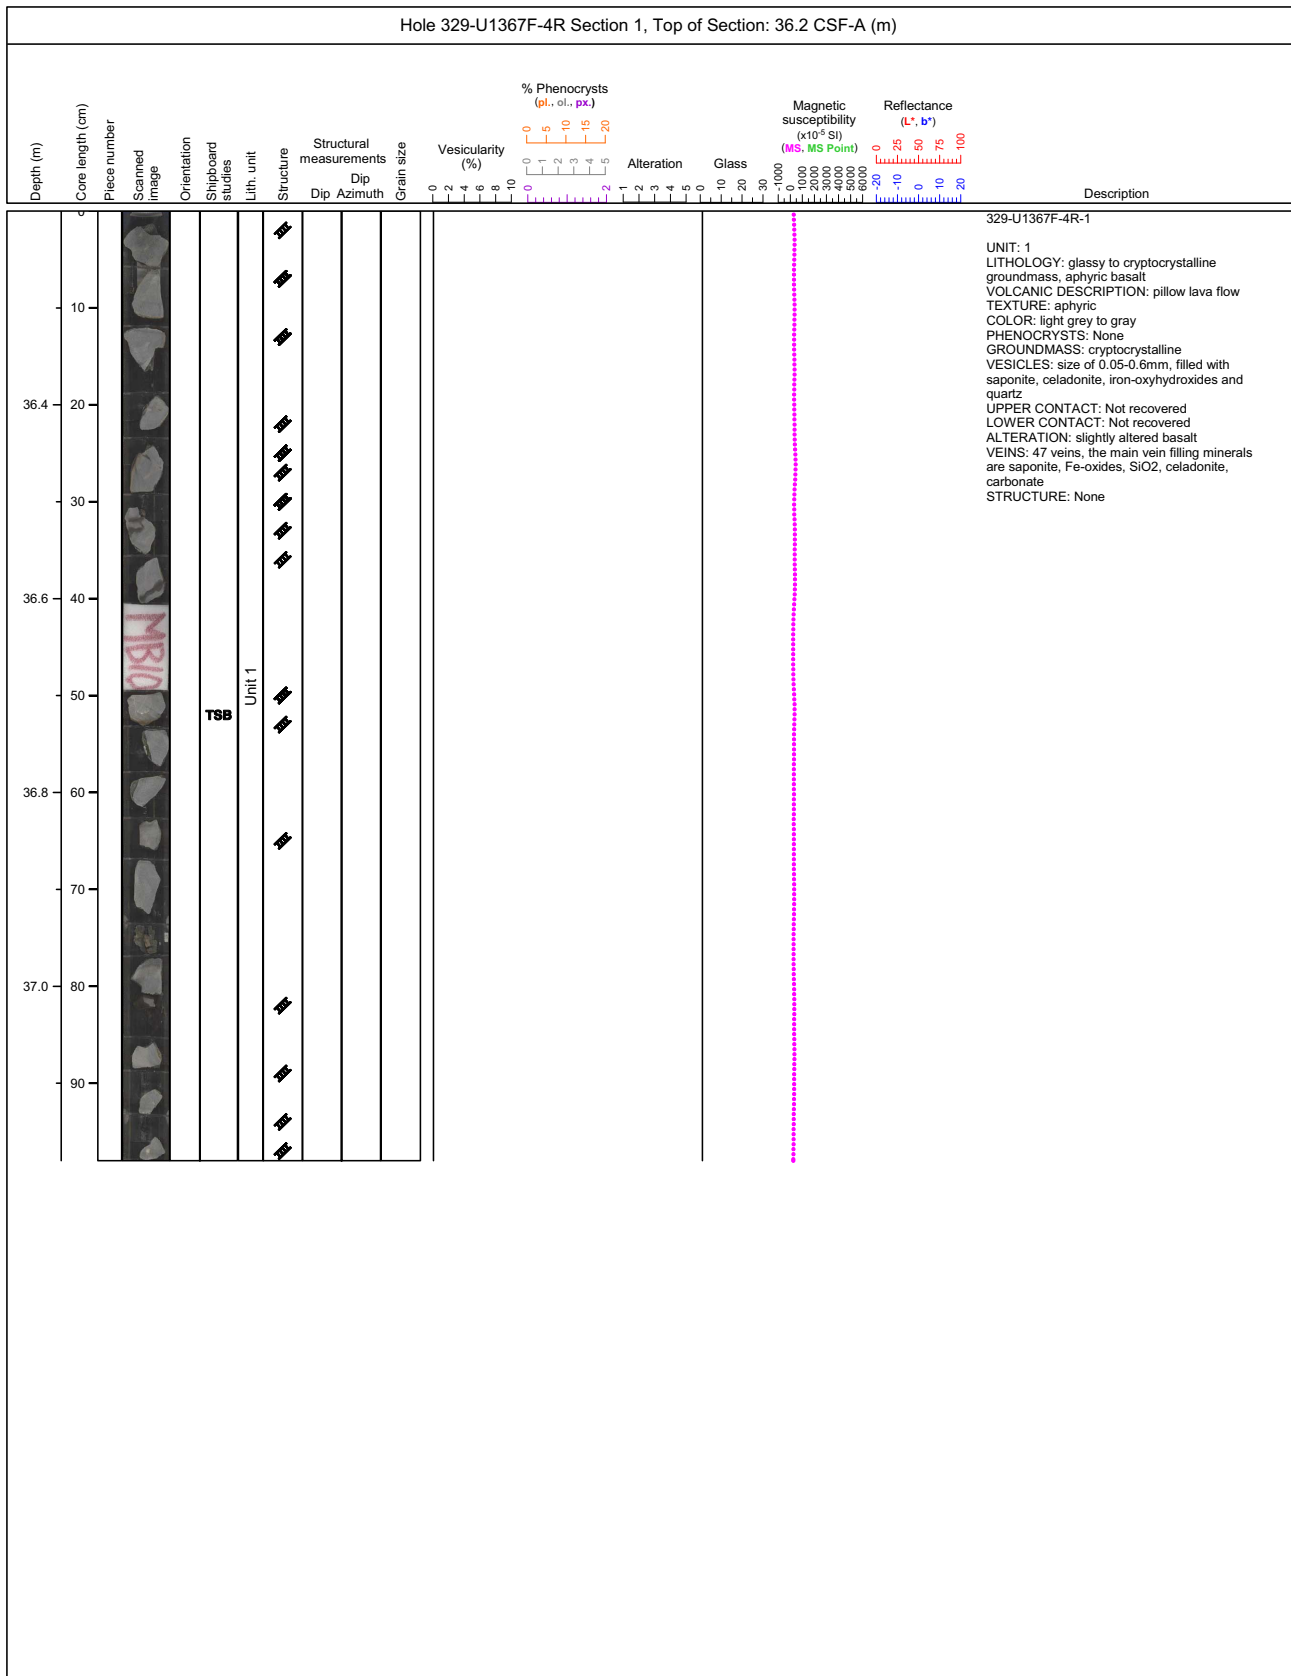 Hole 329-U1367F-4R Section 1, Top of Section: 36.2 CSF-A (m)
Depth (m)
Core length (cm)
Piece number
Scanned
image
Orientation
Shipboard
studies
Lith. unit
Structure
Structural
measurements
Dip
Dip
Azimuth
Grain size
Vesicularity
(%)
0 2 4 6 8 10
% Phenocrysts
(pl., ol., px.)
0 5 10 15 20
0 1 2 3 4 5
0 1 2
Alteration
1 2 3 4 5
Glass
0 10 20 30
Magnetic
susceptibility
(x10-5 SI)
(MS, MS Point)
-1000 0 1000 2000 3000 4000 5000 6000
Reflectance
(L*, b*)
0 25 50 75 100
-20 -10 0 10 20
Description
0
10
36.4 20
30
36.6 40
50
36.8 60
70
37.0 80
90
MBIO
TSB
Unit 1
329-U1367F-4R-1
UNIT: 1
LITHOLOGY: glassy to cryptocrystalline
groundmass, aphyric basalt
VOLCANIC DESCRIPTION: pillow lava flow
TEXTURE: aphyric
COLOR: light grey to gray
PHENOCRYSTS: None
GROUNDMASS: cryptocrystalline
VESICLES: size of 0.05-0.6mm, filled with
saponite, celadonite, iron-oxyhydroxides and
quartz
UPPER CONTACT: Not recovered
LOWER CONTACT: Not recovered
ALTERATION: slightly altered basalt
VEINS: 47 veins, the main vein filling minerals
are saponite, Fe-oxides, SiO2, celadonite,
carbonate
STRUCTURE: None